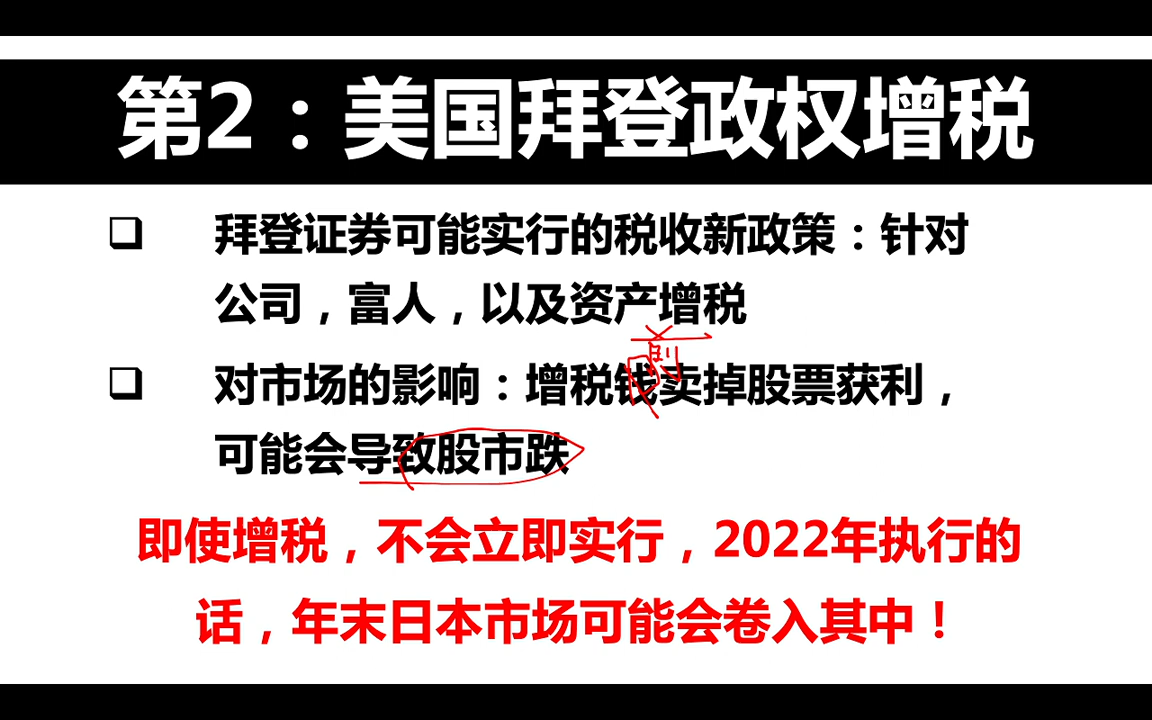 第2：美国拜登政权增税
拜登证券可能实行的税收新政策：针对
公司，富人，以及资产增税
前
对市场的影响：增税钱卖掉股票获利，
可能会导致股市跌
即使增税，不会立即实行，2022年执行的
话，年末日本市场可能会卷入其中！